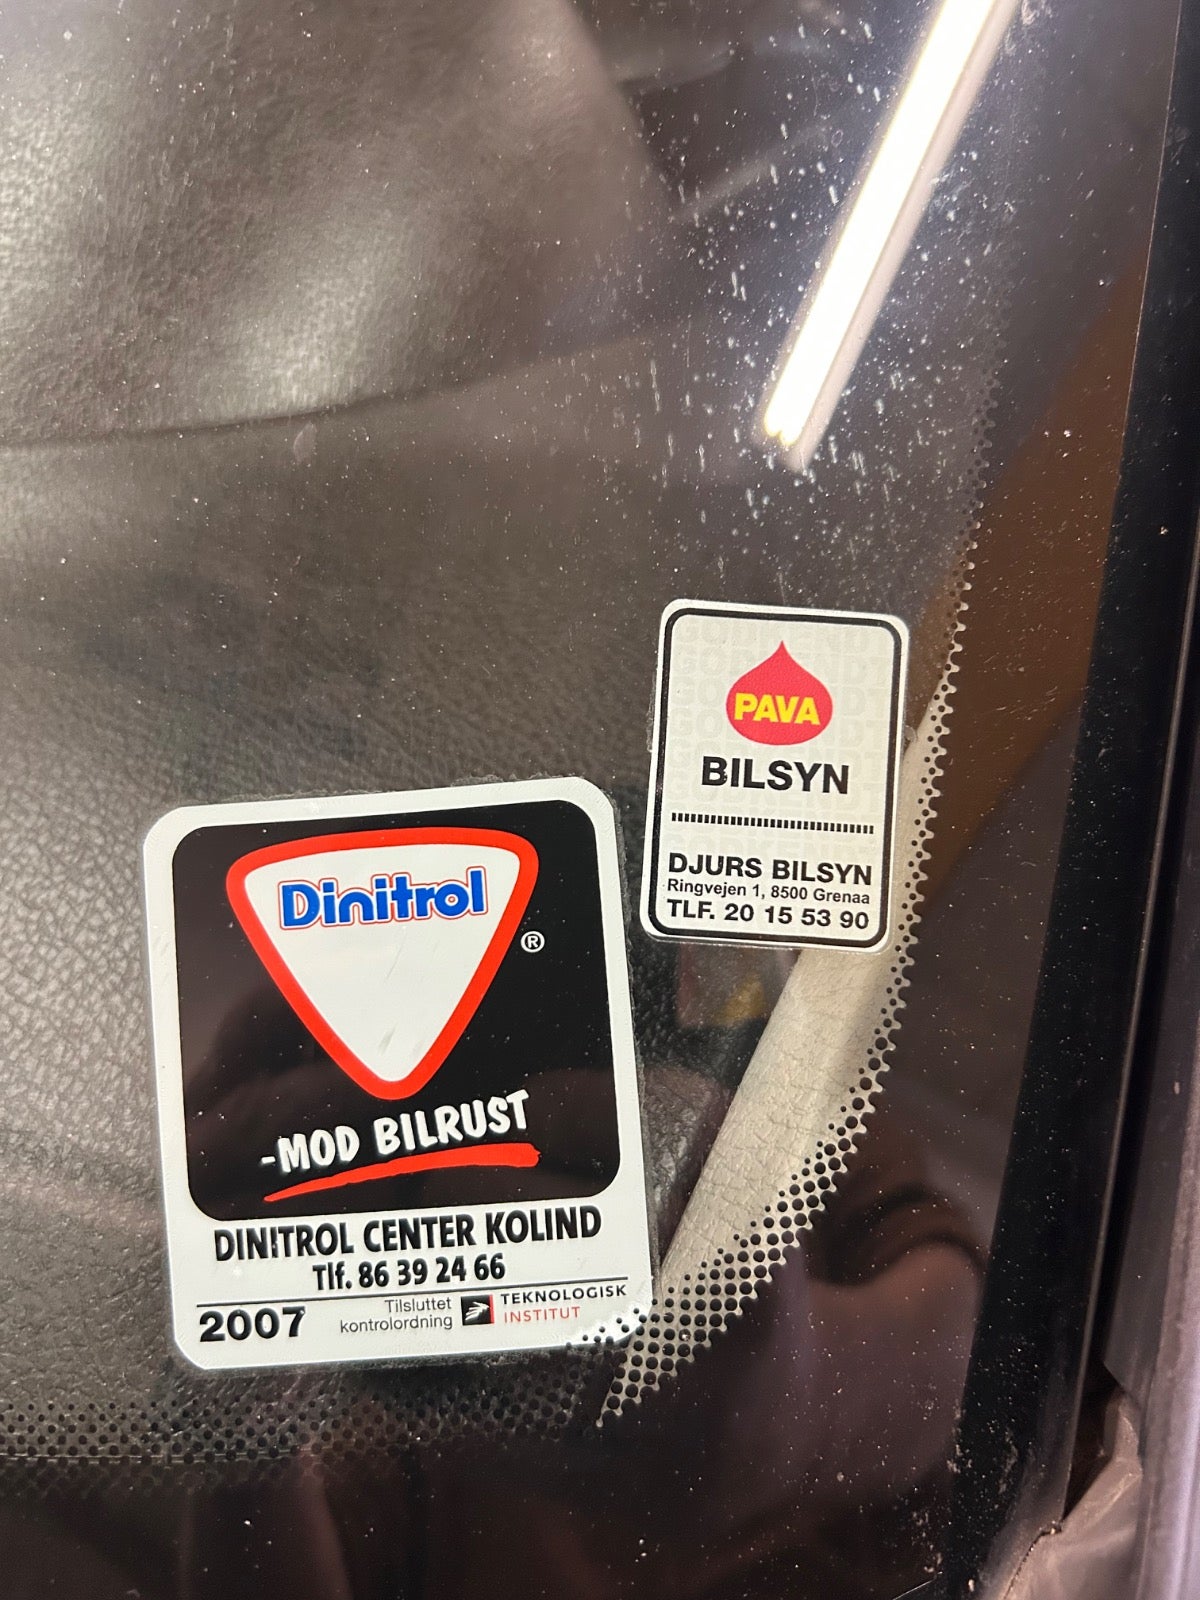 PAVA
BILSYN
DJURS BILSYN
Ringvejen 1, 8500 Grenaa
TLF. 20 15 53 90
Dinitrol
®
-MOD BILRUST
DINITROL CENTER KOLIND
Tlf. 86 39 24 66
2007
Tilsluttet
kontrolordning
TEKNOLOGISK
INSTITUT